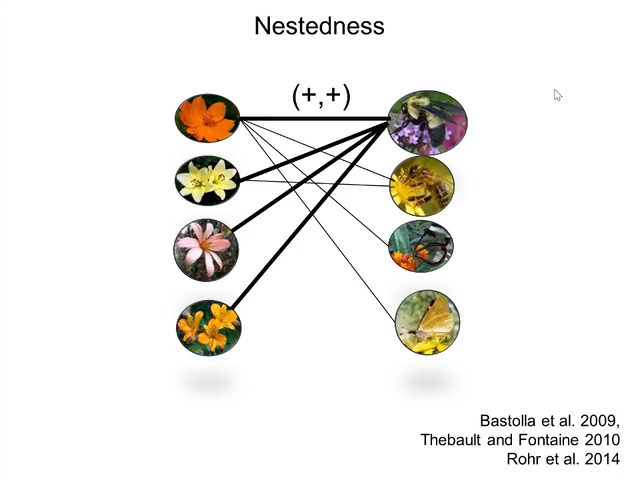 Nestedness
(+,+)
Bastolla et al. 2009,
Thebault and Fontaine 2010
Rohr et al. 2014